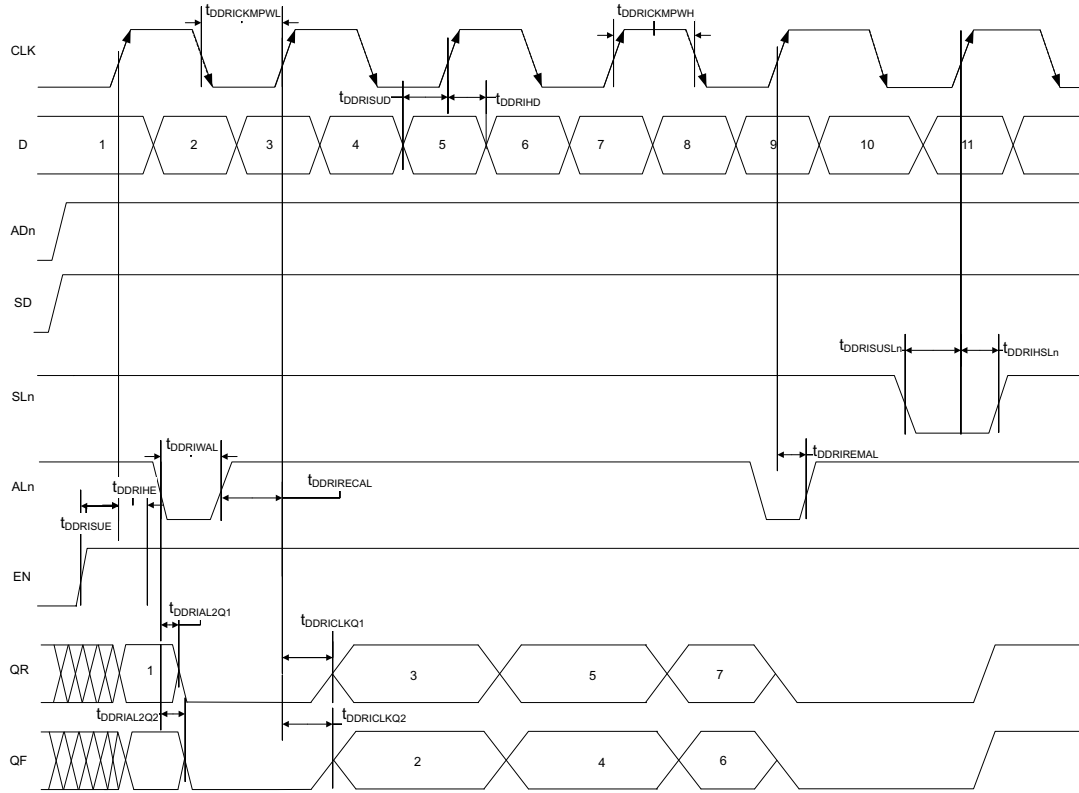 tDDRICKMPWL
tDDRICKMPWH
CLK
tDDRISUD
tDDRIHD
D
1 2 3 4 5 6 7 8 9 10 11
ADn
SD
tDDRISUSLn
tDDRIHSLn
SLn
tDDRIWAL
tDDRIREMAL
ALn
tDDRIHE
tDDRIRECAL
tDDRISUE
EN
tDDRIAL2Q1
tDDRICLKQ1
QR
1 3 5 7
tDDRIAL2Q2
tDDRICLKQ2
QF
2 4 6